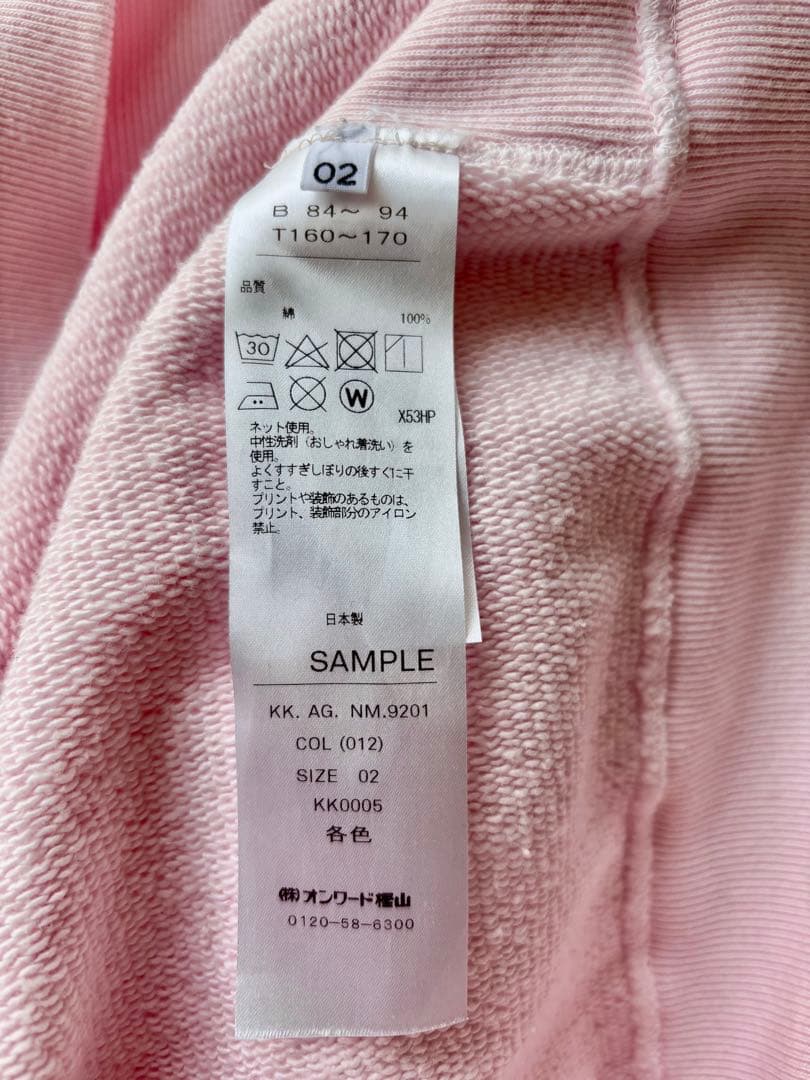 02
B 84～ 94
T160～170
品質
綿 100%
30
W
X53HP
ネット使用。
中性洗剤（おしゃれ着洗い）を
使用。
よくすすぎしぼりの後すぐに干
すこと。
プリントや装飾のあるものは、
プリント、装飾部分のアイロン
禁止。
日本製
SAMPLE
KK. AG. NM.9201
COL (012)
SIZE 02
KK0005
各色
㈱オンワード樫山
0120-58-6300